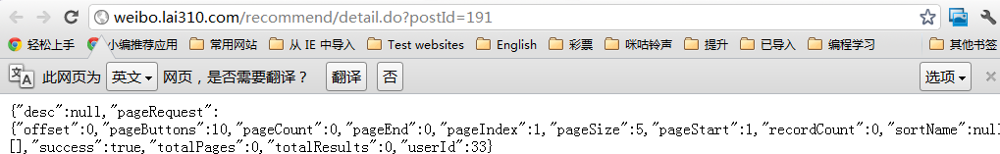 weibo.lai310.com/recommend/detail.do?postId=191
轻松上手 小编推荐应用 常用网站 从 IE 中导入 Test websites English 彩票 咪咕铃声 提升 已导入 编程学习 其他书签
此网页为 英文 网页，是否需要翻译？ 翻译 否 选项
{"desc":null,"pageRequest":
{"offset":0,"pageButtons":10,"pageCount":0,"pageEnd":0,"pageIndex":1,"pageSize":5,"pageStart":1,"recordCount":0,"sortName":null
[],"success":true,"totalPages":0,"totalResults":0,"userId":33}